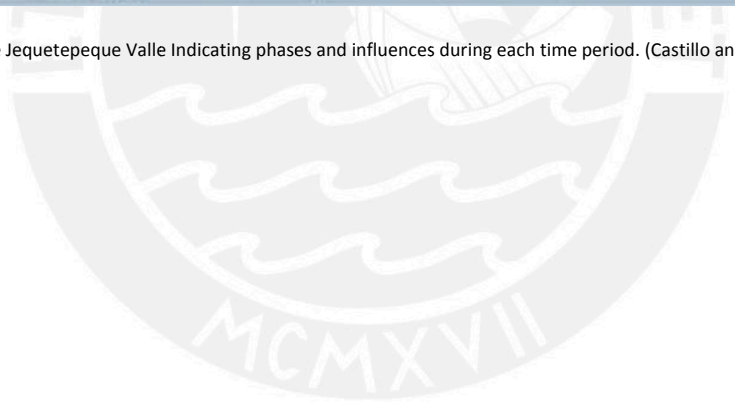 Jequetepeque Valle Indicating phases and influences during each time period. (Castillo an
MCMXVII